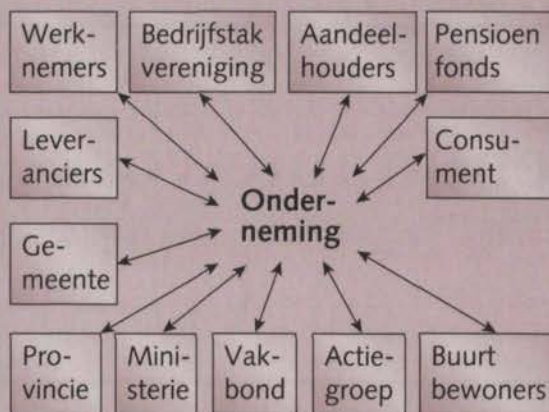 Werk-
nemers
Bedrijfstak
vereniging
Aandeel-
houders
Pensioen
fonds
Lever-
anciers
Consu-
ment
Onder-
neming
Ge-
meente
Pro-
vincie
Mini-
sterie
Vak-
bond
Actie-
groep
Buurt
bewoners